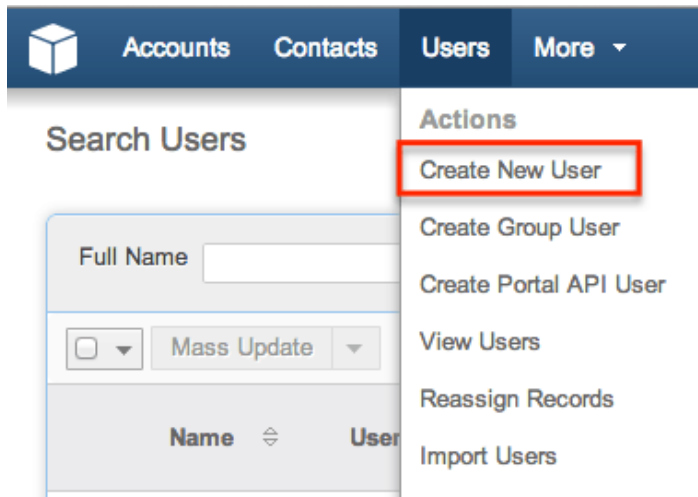 Accounts Contacts Users More
Search Users
Actions
Create New User
Create Group User
Create Portal API User
View Users
Reassign Records
Import Users
Full Name
Mass Update
Name User